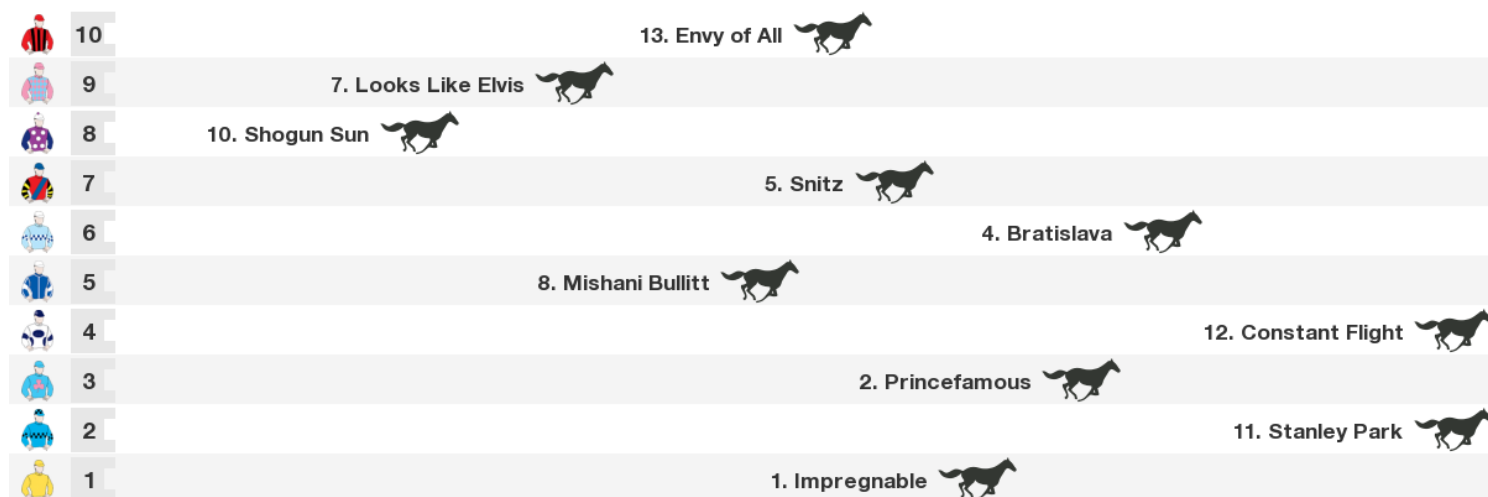 10 13. Envy of All
9 7. Looks Like Elvis
8 10. Shogun Sun
7 5. Snitz
6 4. Bratislava
5 8. Mishani Bullitt
4 12. Constant Flight
3 2. Princefamous
2 11. Stanley Park
1 1. Impregnable